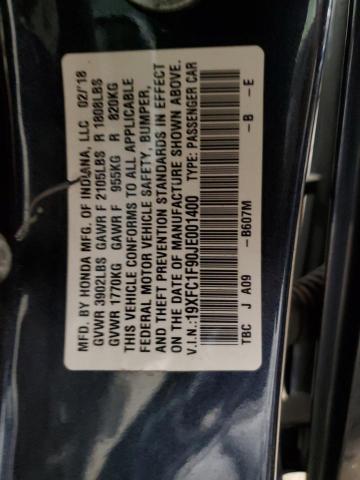 MFD. BY HONDA MFG. OF INDIANA, LLC 02/'18
GVWR 3902LBS GAWR F 2105LBS R 1808LBS
GVWR 1770KG GAWR F 955KG R 820KG
THIS VEHICLE CONFORMS TO ALL APPLICABLE
FEDERAL MOTOR VEHICLE SAFETY, BUMPER,
AND THEFT PREVENTION STANDARDS IN EFFECT
ON THE DATE OF MANUFACTURE SHOWN ABOVE.
V.I.N.:19XFC1F90JE001400 TYPE: PASSENGER CAR
TBC J A09 - B607M - B - E